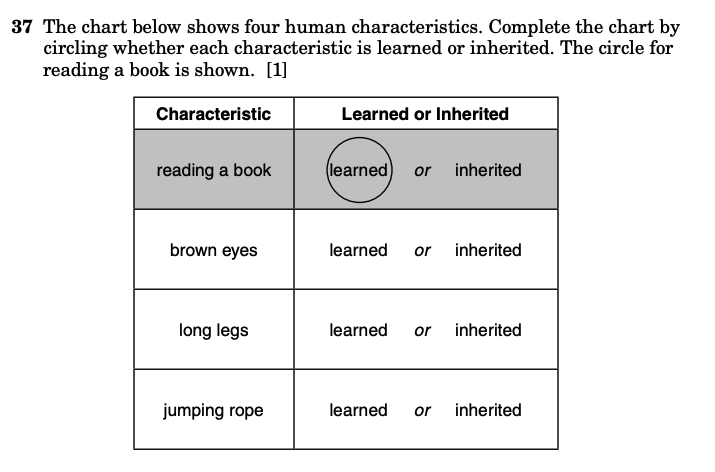 37 The chart below shows four human characteristics. Complete the chart by
circling whether each characteristic is learned or inherited. The circle for
reading a book is shown. [1]
Characteristic Learned or Inherited
reading a book learned or inherited
brown eyes learned or inherited
long legs learned or inherited
jumping rope learned or inherited